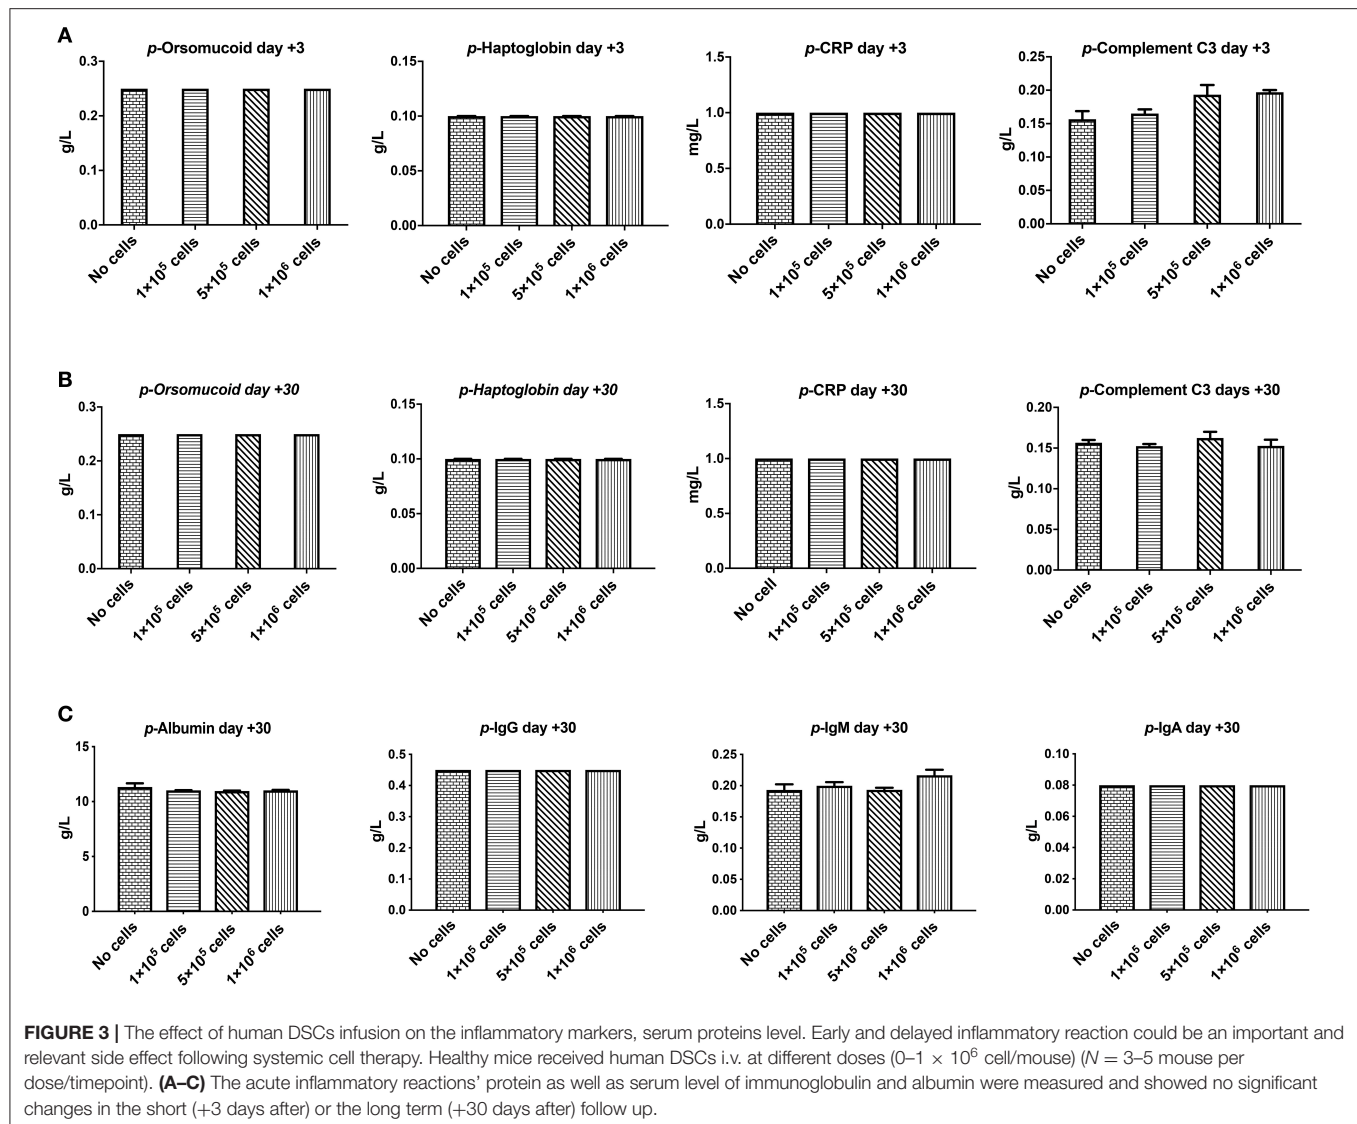 A
p-Orsomucoid day +3
p-Haptoglobin day +3
p-CRP day +3
p-Complement C3 day +3
0.3
0.2
0.1
0.0
g/L
No cells
1×10⁵ cells
5×10⁵ cells
1×10⁶ cells
0.15
0.10
0.05
0.00
g/L
No cells
1×10⁵ cells
5×10⁵ cells
1×10⁶ cells
1.5
1.0
0.5
0.0
mg/L
No cells
1×10⁵ cells
5×10⁵ cells
1×10⁶ cells
0.25
0.20
0.15
0.10
0.05
0.00
g/L
No cells
1×10⁵ cells
5×10⁵ cells
1×10⁶ cells
B
p-Orsomucoid day +30
p-Haptoglobin day +30
p-CRP day +30
p-Complement C3 days +30
0.3
0.2
0.1
0.0
g/L
No cells
1×10⁵ cells
5×10⁵ cells
1×10⁶ cells
0.15
0.10
0.05
0.00
g/L
No cells
1×10⁵ cells
5×10⁵ cells
1×10⁶ cells
1.5
1.0
0.5
0.0
mg/L
No cell
1×10⁵ cells
5×10⁵ cells
1×10⁶ cells
0.20
0.15
0.10
0.05
0.00
g/L
No cells
1×10⁵ cells
5×10⁵ cells
1×10⁶ cells
C
p-Albumin day +30
p-IgG day +30
p-IgM day +30
p-IgA day +30
15
10
5
0
g/L
No cells
1×10⁵ cells
5×10⁵ cells
1×10⁶ cells
0.5
0.4
0.3
0.2
0.1
0.0
g/L
No cells
1×10⁵ cells
5×10⁵ cells
1×10⁶ cells
0.25
0.20
0.15
0.10
0.05
0.00
g/L
No cells
1×10⁵ cells
5×10⁵ cells
1×10⁶ cells
0.10
0.08
0.06
0.04
0.02
0.00
g/L
No cells
1×10⁵ cells
5×10⁵ cells
1×10⁶ cells
FIGURE 3 | The effect of human DSCs infusion on the inflammatory markers, serum proteins level. Early and delayed inflammatory reaction could be an important and
relevant side effect following systemic cell therapy. Healthy mice received human DSCs i.v. at different doses (0–1 × 10⁶ cell/mouse) (N = 3–5 mouse per
dose/timepoint). (A–C) The acute inflammatory reactions' protein as well as serum level of immunoglobulin and albumin were measured and showed no significant
changes in the short (+3 days after) or the long term (+30 days after) follow up.